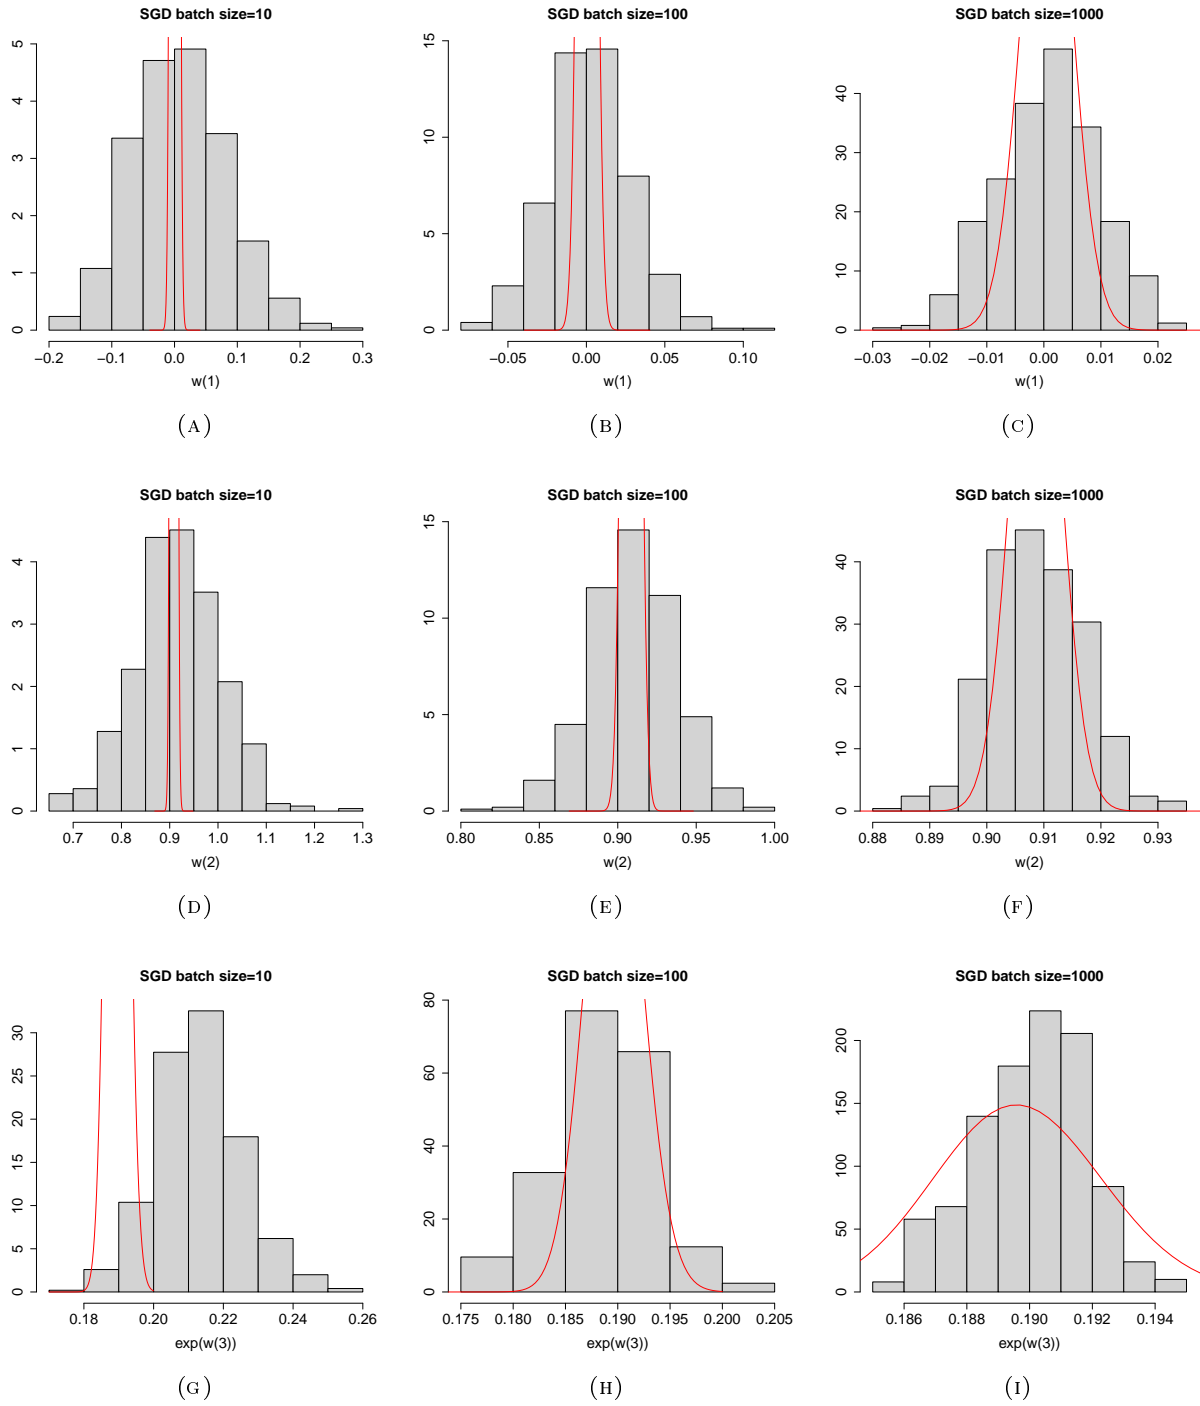 SGD batch size=10
SGD batch size=100
SGD batch size=1000
0 1 2 3 4 5
0 5 10 15
0 10 20 30 40
−0.2 −0.1 0.0 0.1 0.2 0.3
−0.05 0.00 0.05 0.10
−0.03 −0.02 −0.01 0.00 0.01 0.02
w(1)
w(1)
w(1)
(A)
(B)
(C)
SGD batch size=10
SGD batch size=100
SGD batch size=1000
0 1 2 3 4
0 5 10 15
0 10 20 30 40
0.7 0.8 0.9 1.0 1.1 1.2 1.3
0.80 0.85 0.90 0.95 1.00
0.88 0.89 0.90 0.91 0.92 0.93
w(2)
w(2)
w(2)
(D)
(E)
(F)
SGD batch size=10
SGD batch size=100
SGD batch size=1000
0 5 10 15 20 25 30
0 20 40 60 80
0 50 100 150 200
0.18 0.20 0.22 0.24 0.26
0.175 0.180 0.185 0.190 0.195 0.200 0.205
0.186 0.188 0.190 0.192 0.194
exp(w(3))
exp(w(3))
exp(w(3))
(G)
(H)
(I)